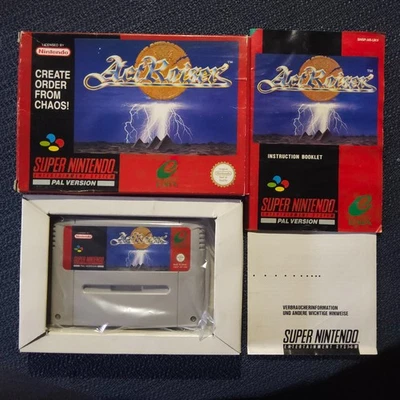 LICENSED BY
Nintendo
CREATE
ORDER
FROM
CHAOS!
ActRaiser
SUPER NINTENDO
ENTERTAINMENT SYSTEM
PAL VERSION
ActRaiser
INSTRUCTION BOOKLET
SUPER NINTENDO
ENTERTAINMENT SYSTEM
PAL VERSION
Nintendo
ActRaiser
SUPER NINTENDO
VERBRAUCHERINFORMATION
UND ANDERE WICHTIGE HINWEISE
SUPER NINTENDO
ENTERTAINMENT SYSTEM